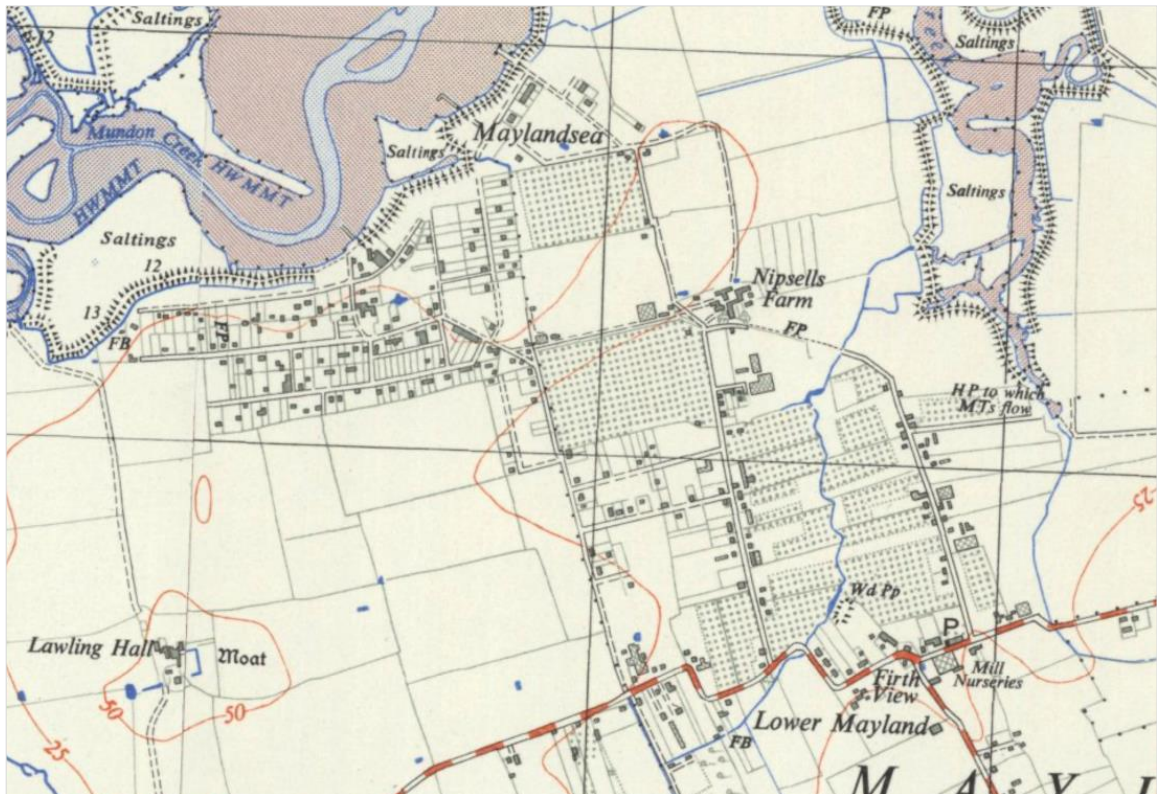 Saltings
FP
12
Saltings
Mundon Creek
HWMMT
HWMMT
Maylandsea
Saltings
Saltings
Saltings
12
13
FB
FP
Nipsells
Farm
FP
HP to which
MTs flow
25
Wd Pp
Lawling Hall
Moat
50
50
25
P
Mill
Nurseries
Firth
View
Lower Mayland
FB
M A Y